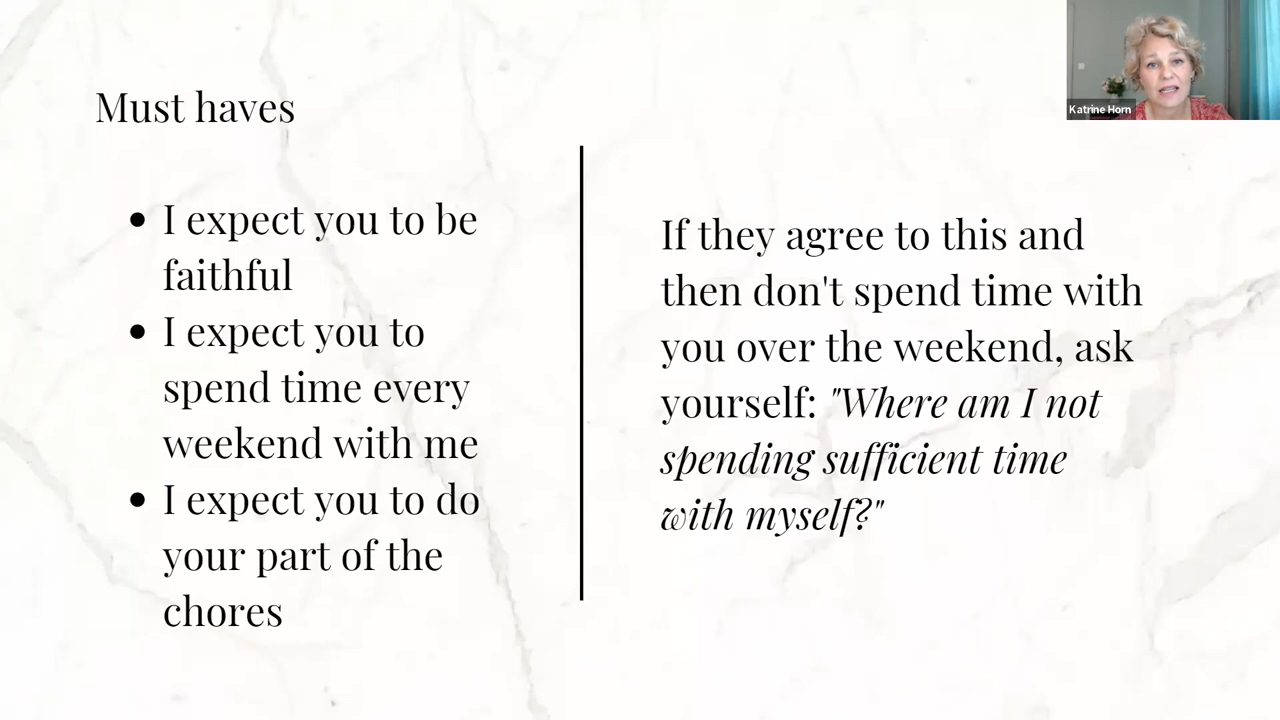 Must haves
• I expect you to be
faithful
• I expect you to
spend time every
weekend with me
• I expect you to do
your part of the
chores
If they agree to this and
then don't spend time with
you over the weekend, ask
yourself: "Where am I not
spending sufficient time
with myself?"
Katrine Horn